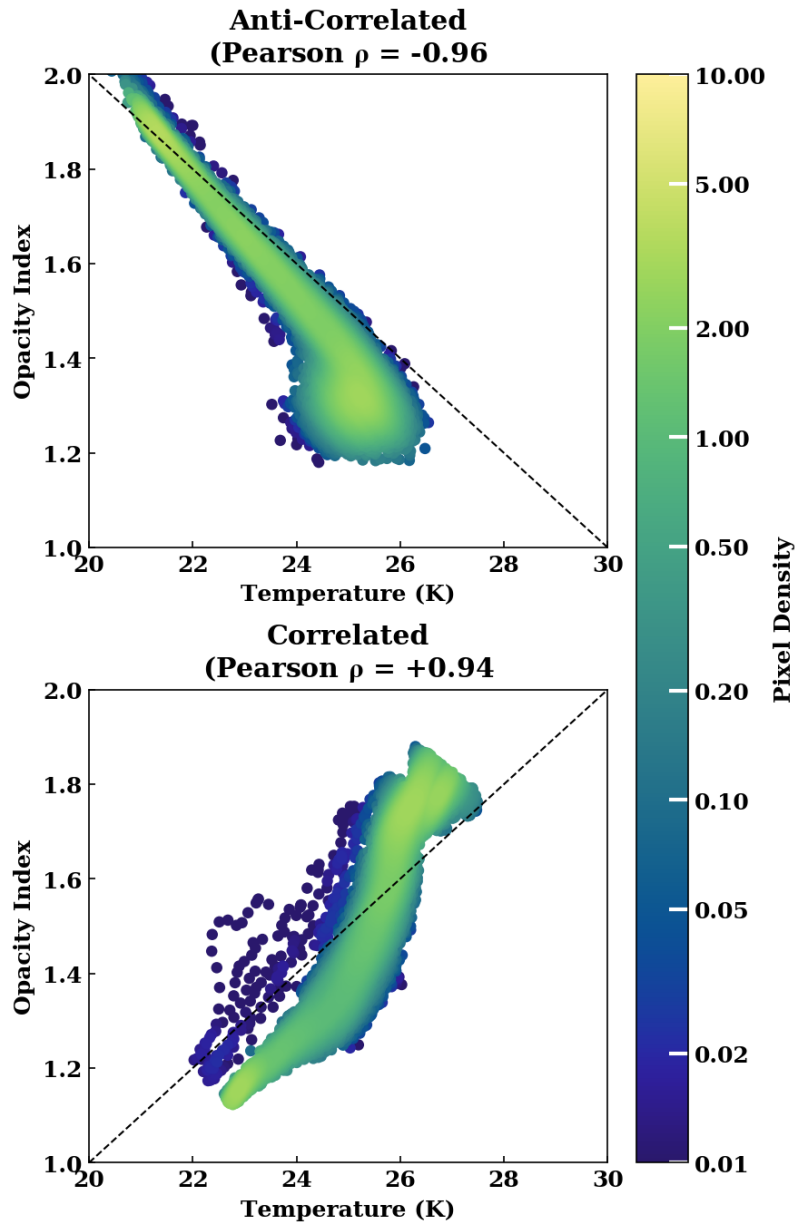 Anti-Correlated
(Pearson ρ = -0.96
2.0
1.8
1.6
1.4
1.2
1.0
Opacity Index
20 22 24 26 28 30
Temperature (K)
Correlated
(Pearson ρ = +0.94
2.0
1.8
1.6
1.4
1.2
1.0
Opacity Index
20 22 24 26 28 30
Temperature (K)
10.00
5.00
2.00
1.00
0.50
0.20
0.10
0.05
0.02
0.01
Pixel Density